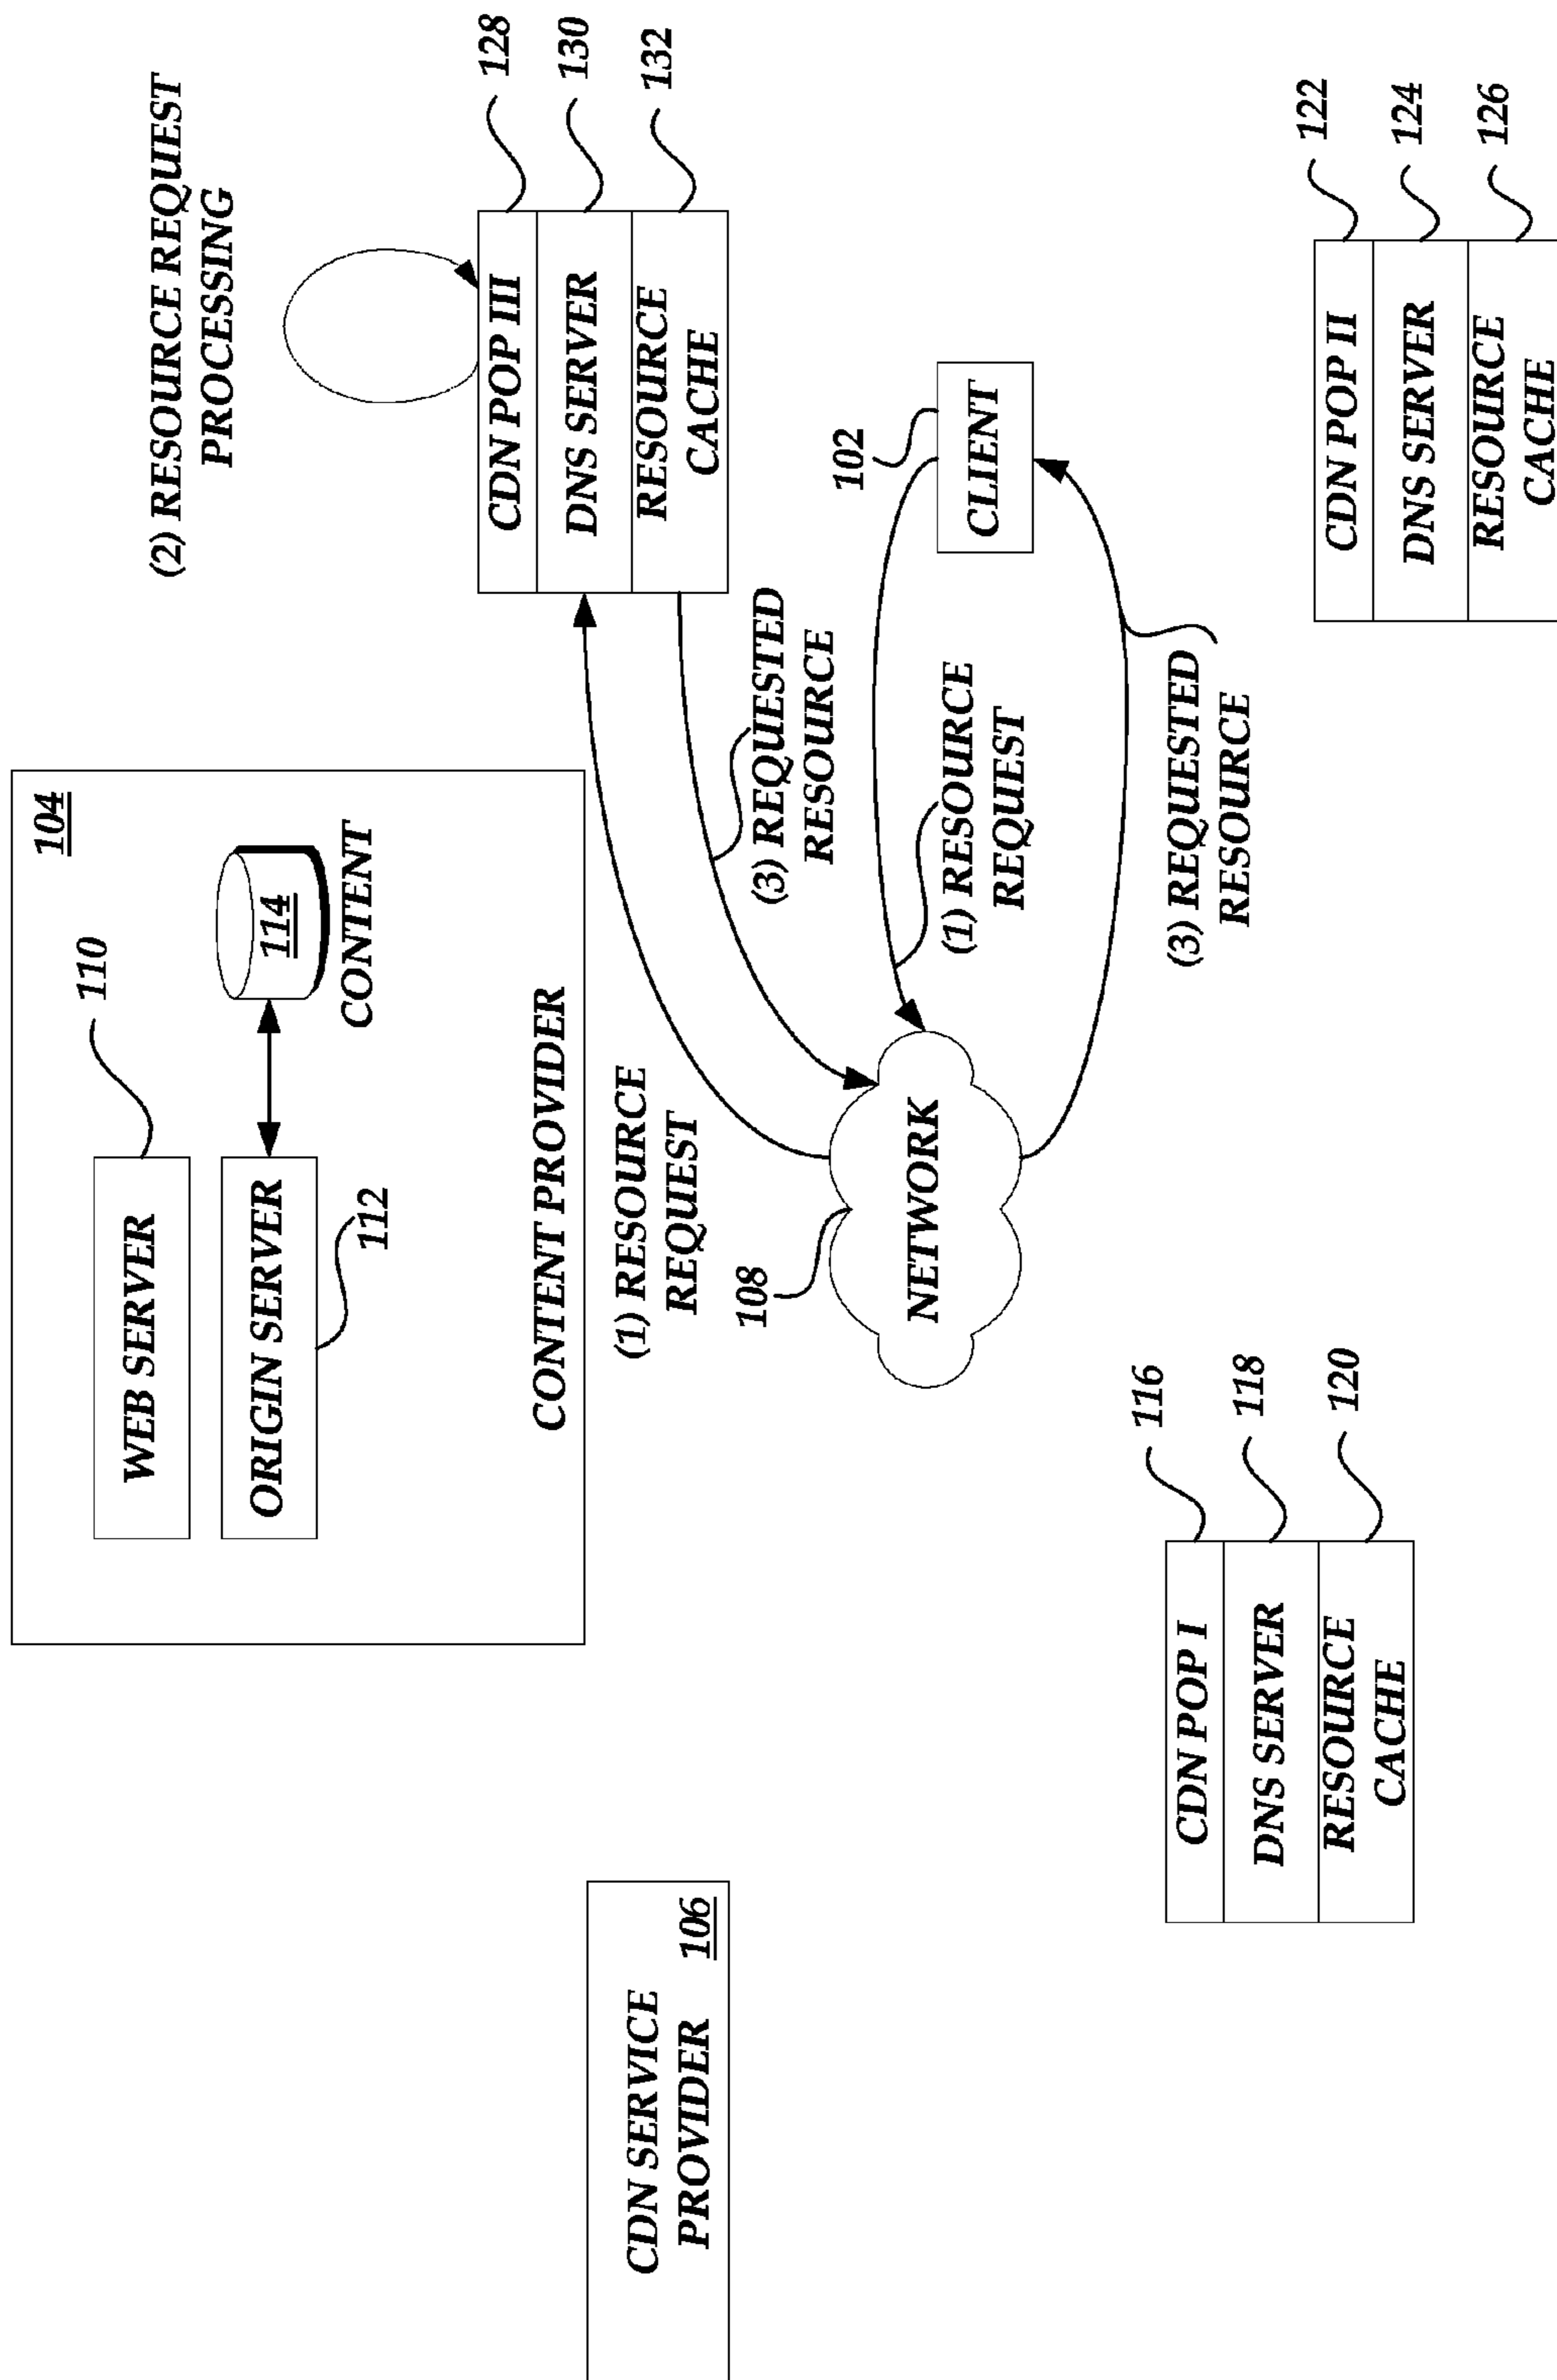 104
WEB SERVER
110
ORIGIN SERVER
112
114
CONTENT
CONTENT PROVIDER
(2) RESOURCE REQUEST
PROCESSING
CDN POP III
128
DNS SERVER
130
RESOURCE
CACHE
132
CDN SERVICE
PROVIDER
106
(1) RESOURCE
REQUEST
(3) REQUESTED
RESOURCE
108
NETWORK
102
CLIENT
(1) RESOURCE
REQUEST
(3) REQUESTED
RESOURCE
CDN POP I
116
DNS SERVER
118
RESOURCE
CACHE
120
CDN POP II
122
DNS SERVER
124
RESOURCE
CACHE
126